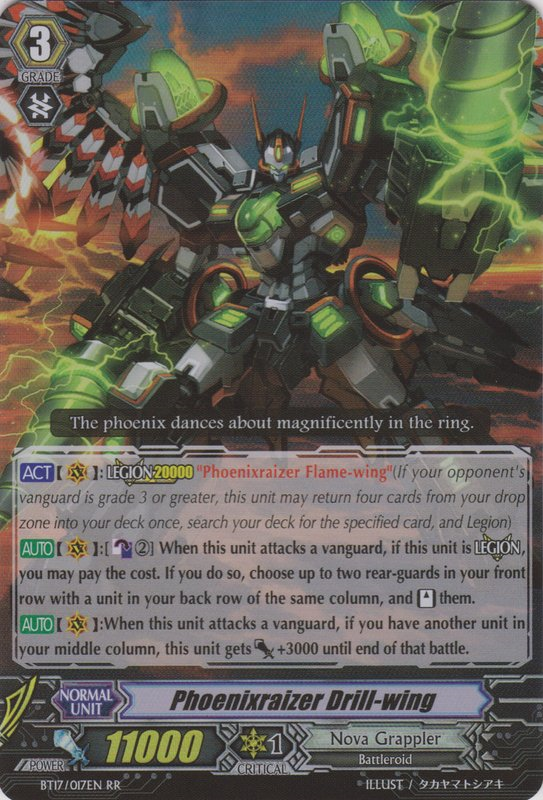 3
GRADE
The phoenix dances about magnificently in the ring.
ACT【 】:LEGION 20000 "Phoenixraizer Flame-wing"(If your opponent's
vanguard is grade 3 or greater, this unit may return four cards from your drop
zone into your deck once, search your deck for the specified card, and Legion)
AUTO【 】:[ ②] When this unit attacks a vanguard, if this unit is LEGION,
you may pay the cost. If you do so, choose up to two rear-guards in your front
row with a unit in your back row of the same column, and them.
AUTO【 】:When this unit attacks a vanguard, if you have another unit in
your middle column, this unit gets +3000 until end of that battle.
NORMAL
UNIT
Phoenixraizer Drill-wing
POWER
11000
1
CRITICAL
Nova Grappler
Battleroid
BT17/017EN RR
ILLUST / タカヤマトシアキ